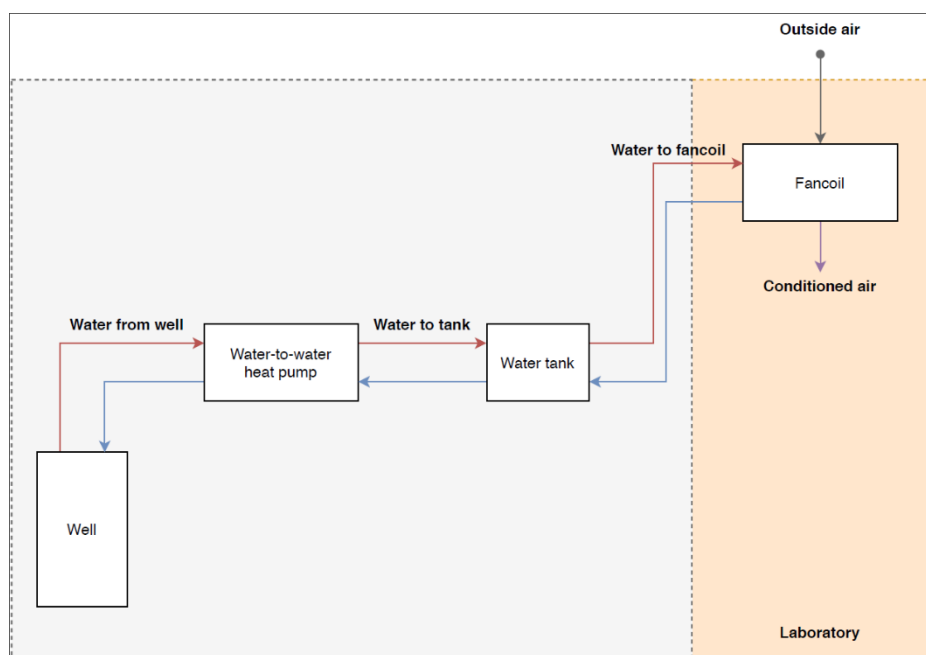 Outside air
Water to fancoil
Fancoil
Conditioned air
Water from well
Water to tank
Water-to-water
heat pump
Water tank
Well
Laboratory